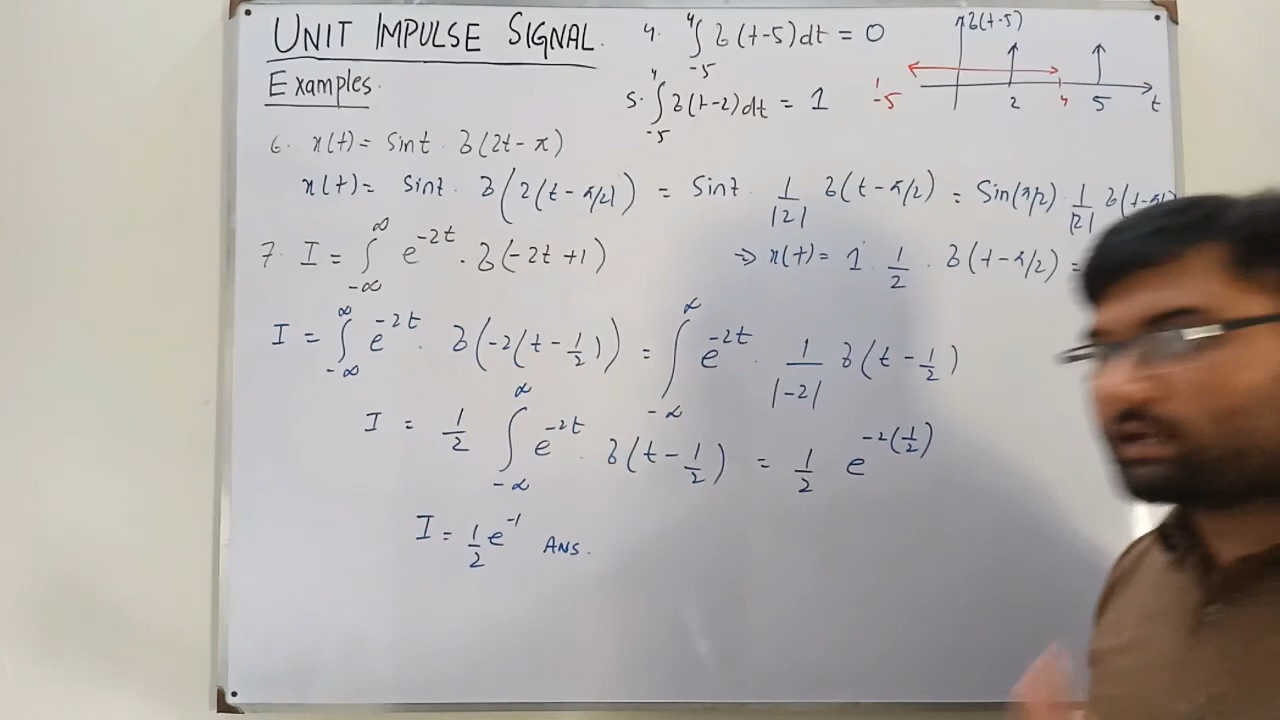 UNIT IMPULSE SIGNAL.
Examples.
4. ∫_{-5}^{4} δ(t-5)dt = 0
5. ∫_{-5}^{4} δ(t-2)dt = 1
δ(t-5)
-5 2 4 5 t
6. x(t) = Sint . δ(2t-π)
x(t) = Sint . δ(2(t-π/2)) = Sint . 1/|2| δ(t-π/2) = Sin(π/2) . 1/|2| δ(t-π/2)
⇒ x(t) = 1 . 1/2 . δ(t-π/2) =
7. I = ∫_{-∞}^{∞} e^{-2t} . δ(-2t+1)
I = ∫_{-∞}^{∞} e^{-2t} . δ(-2(t-1/2)) = ∫_{-∞}^{∞} e^{-2t} . 1/|-2| δ(t-1/2)
I = 1/2 ∫_{-∞}^{∞} e^{-2t} . δ(t-1/2) = 1/2 e^{-2(1/2)}
I = 1/2 e^{-1} ANS.